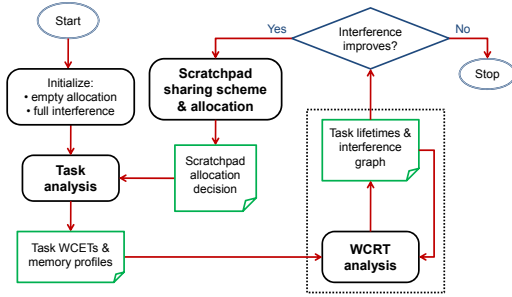 Start
Initialize:
• empty allocation
• full interference
Task
analysis
Task WCETs &
memory profiles
Yes
Scratchpad
sharing scheme
& allocation
Scratchpad
allocation
decision
Interference
improves?
No
Stop
Task lifetimes &
interference
graph
WCRT
analysis